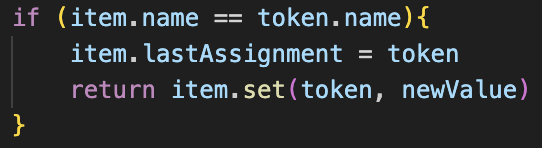 if (item.name == token.name){
    item.lastAssignment = token
    return item.set(token, newValue)
}